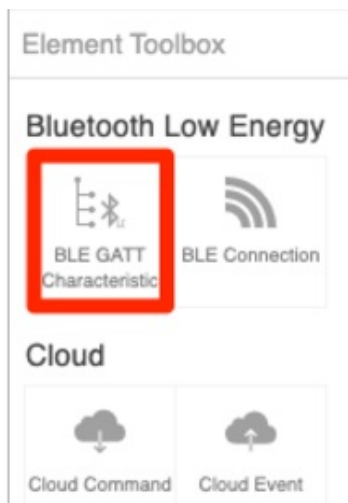 Element Toolbox
Bluetooth Low Energy
BLE GATT
Characteristic
BLE Connection
Cloud
Cloud Command
Cloud Event